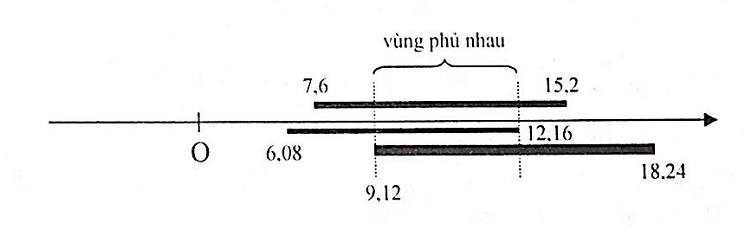 vùng phủ nhau
7,6 15,2
O 6,08 12,16
9,12 18,24